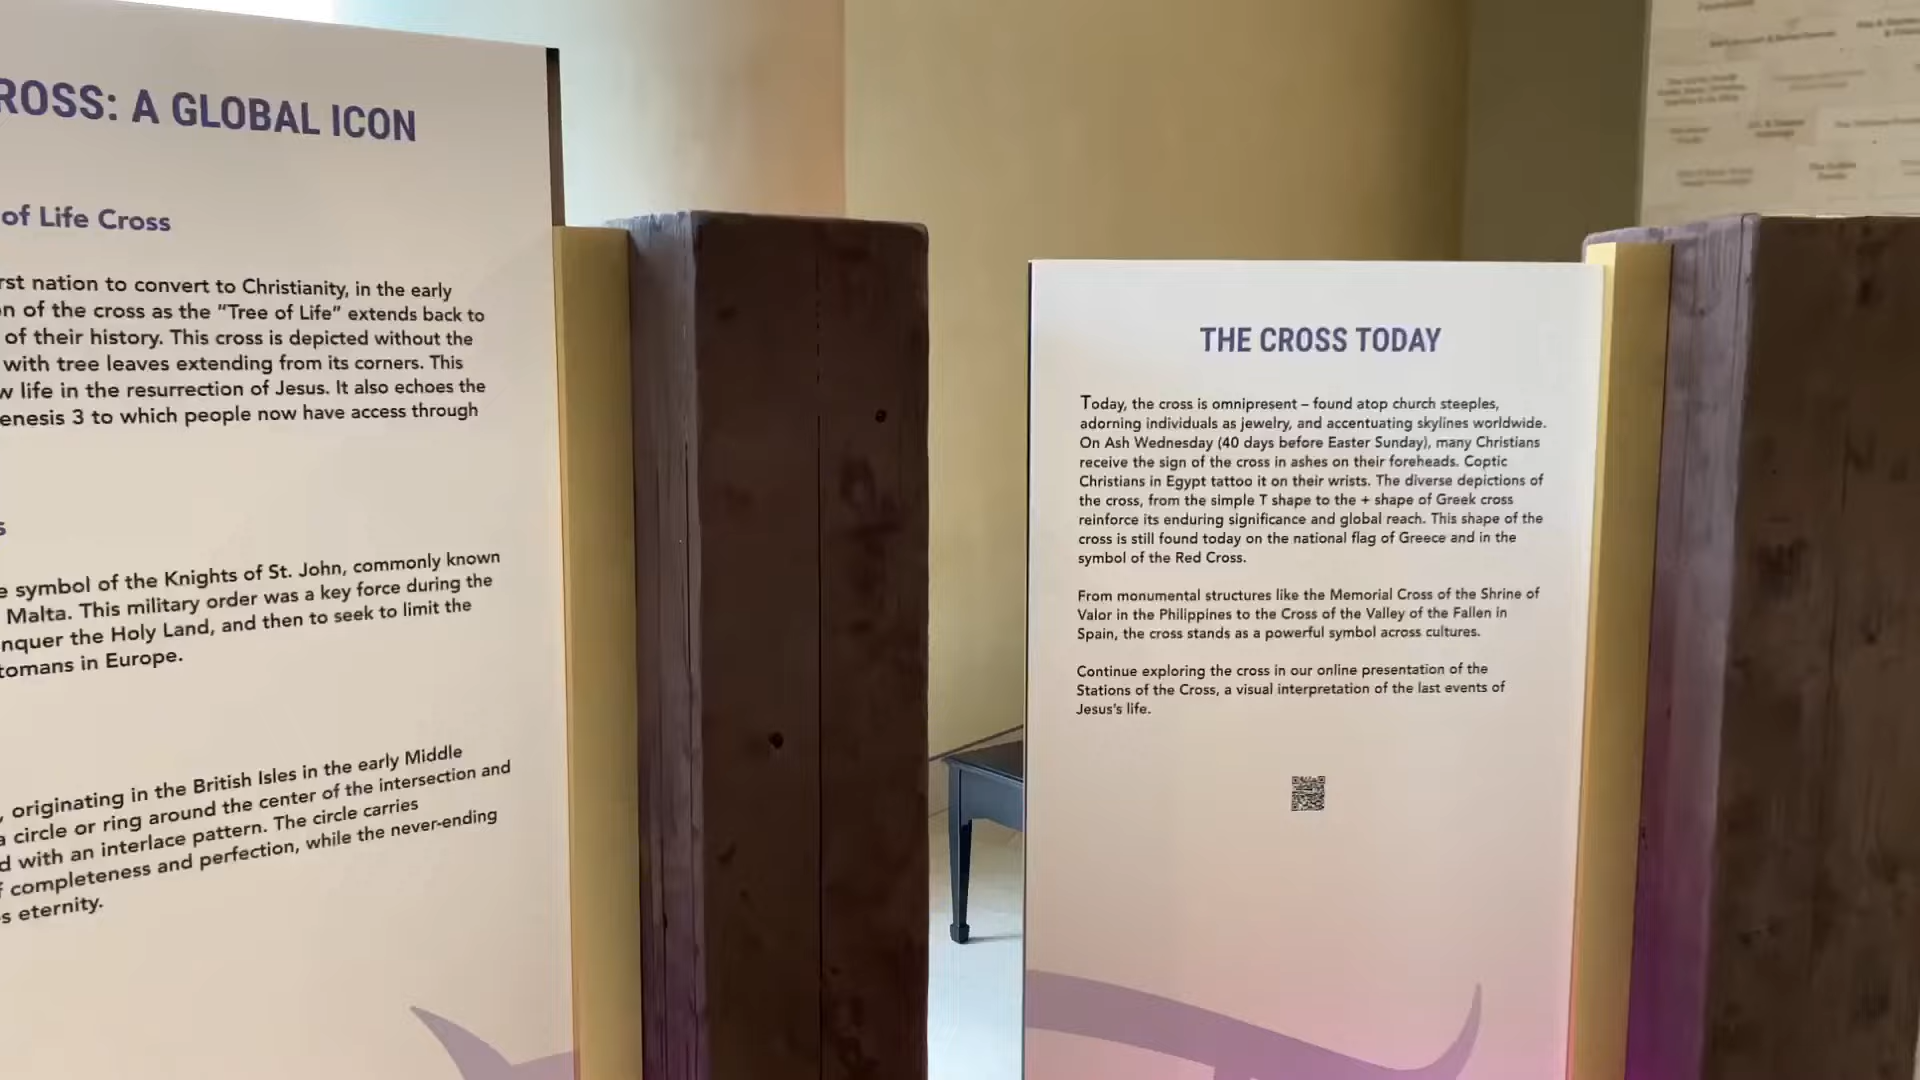 ROSS: A GLOBAL ICON
of Life Cross
rst nation to convert to Christianity, in the early
n of the cross as the “Tree of Life” extends back to
of their history. This cross is depicted without the
with tree leaves extending from its corners. This
w life in the resurrection of Jesus. It also echoes the
enesis 3 to which people now have access through
s
e symbol of the Knights of St. John, commonly known
Malta. This military order was a key force during the
nquer the Holy Land, and then to seek to limit the
tomans in Europe.
, originating in the British Isles in the early Middle
a circle or ring around the center of the intersection and
d with an interlace pattern. The circle carries
f completeness and perfection, while the never-ending
s eternity.
THE CROSS TODAY
Today, the cross is omnipresent – found atop church steeples,
adorning individuals as jewelry, and accentuating skylines worldwide.
On Ash Wednesday (40 days before Easter Sunday), many Christians
receive the sign of the cross in ashes on their foreheads. Coptic
Christians in Egypt tattoo it on their wrists. The diverse depictions of
the cross, from the simple T shape to the + shape of Greek cross
reinforce its enduring significance and global reach. This shape of the
cross is still found today on the national flag of Greece and in the
symbol of the Red Cross.
From monumental structures like the Memorial Cross of the Shrine of
Valor in the Philippines to the Cross of the Valley of the Fallen in
Spain, the cross stands as a powerful symbol across cultures.
Continue exploring the cross in our online presentation of the
Stations of the Cross, a visual interpretation of the last events of
Jesus's life.